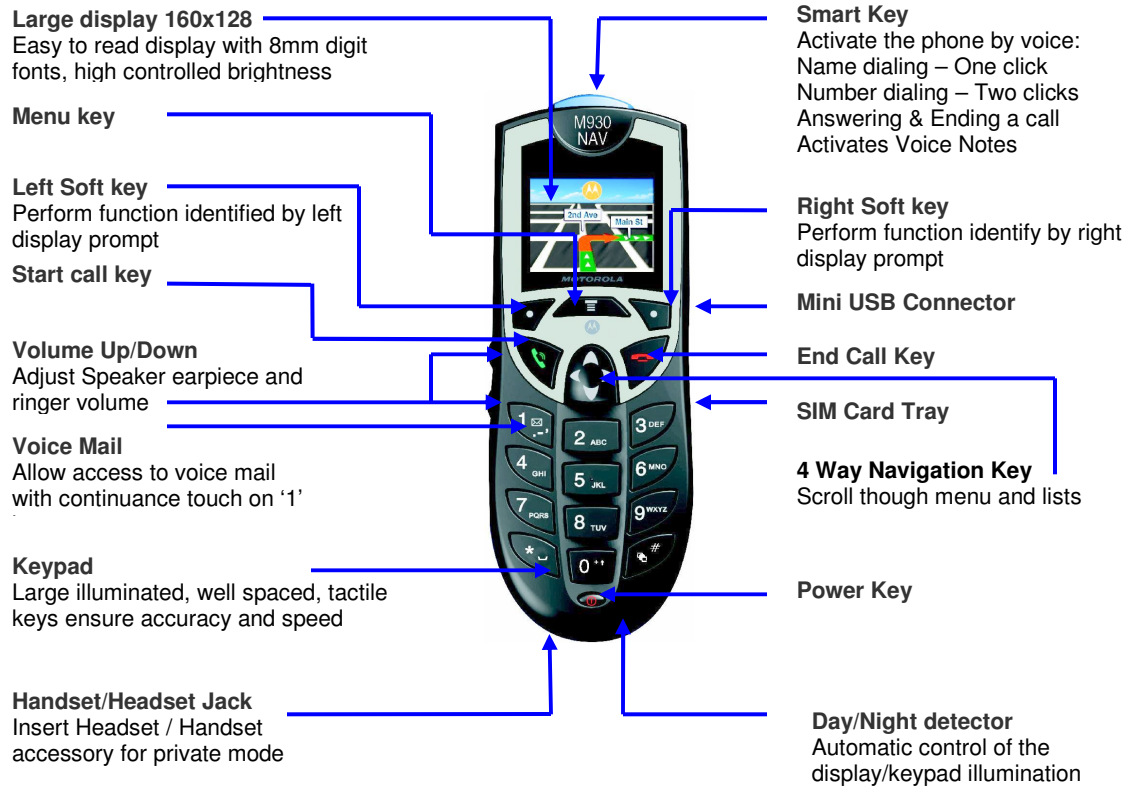 Large display 160x128
Easy to read display with 8mm digit
fonts, high controlled brightness
Menu key
Left Soft key
Perform function identified by left
display prompt
Start call key
Volume Up/Down
Adjust Speaker earpiece and
ringer volume
Voice Mail
Allow access to voice mail
with continuance touch on ‘1’
Keypad
Large illuminated, well spaced, tactile
keys ensure accuracy and speed
Handset/Headset Jack
Insert Headset / Handset
accessory for private mode
M930
NAV
2nd Ave
Main St
MOTOROLA
1 .-,
2 ABC
3 DEF
4 GHI
5 JKL
6 MNO
7 PQRS
8 TUV
9 WXYZ
*
0 +
#
Smart Key
Activate the phone by voice:
Name dialing – One click
Number dialing – Two clicks
Answering & Ending a call
Activates Voice Notes
Right Soft key
Perform function identify by right
display prompt
Mini USB Connector
End Call Key
SIM Card Tray
4 Way Navigation Key
Scroll though menu and lists
Power Key
Day/Night detector
Automatic control of the
display/keypad illumination